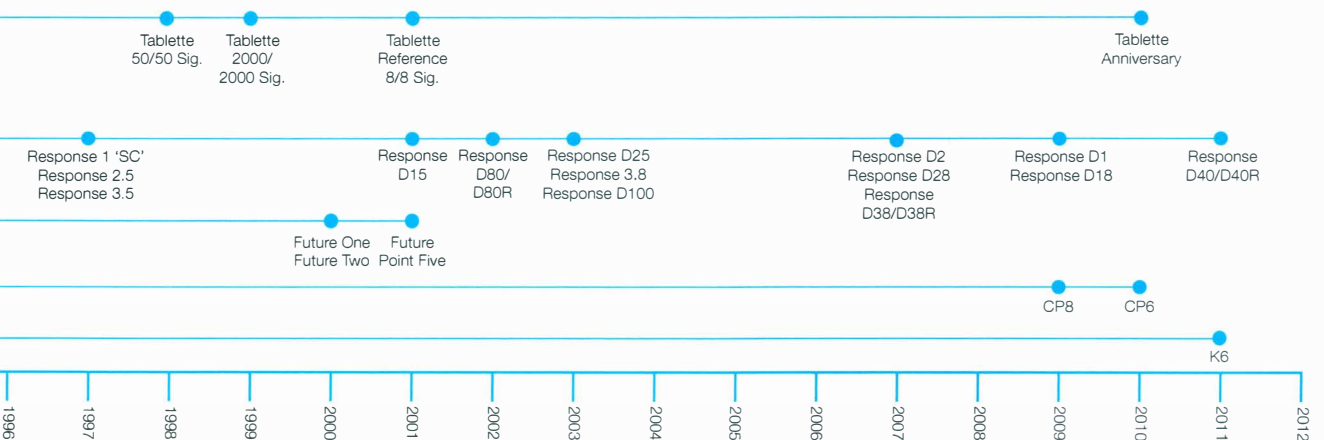 Tablette
50/50 Sig.
Tablette
2000/
2000 Sig.
Tablette
Reference
8/8 Sig.
Tablette
Anniversary
Response 1 ‘SC’
Response 2.5
Response 3.5
Response
D15
Response
D80/
D80R
Response D25
Response 3.8
Response D100
Response D2
Response D28
Response
D38/D38R
Response D1
Response D18
Response
D40/D40R
Future One
Future Two
Future
Point Five
CP8
CP6
K6
1996
1997
1998
1999
2000
2001
2002
2003
2004
2005
2006
2007
2008
2009
2010
2011
2012